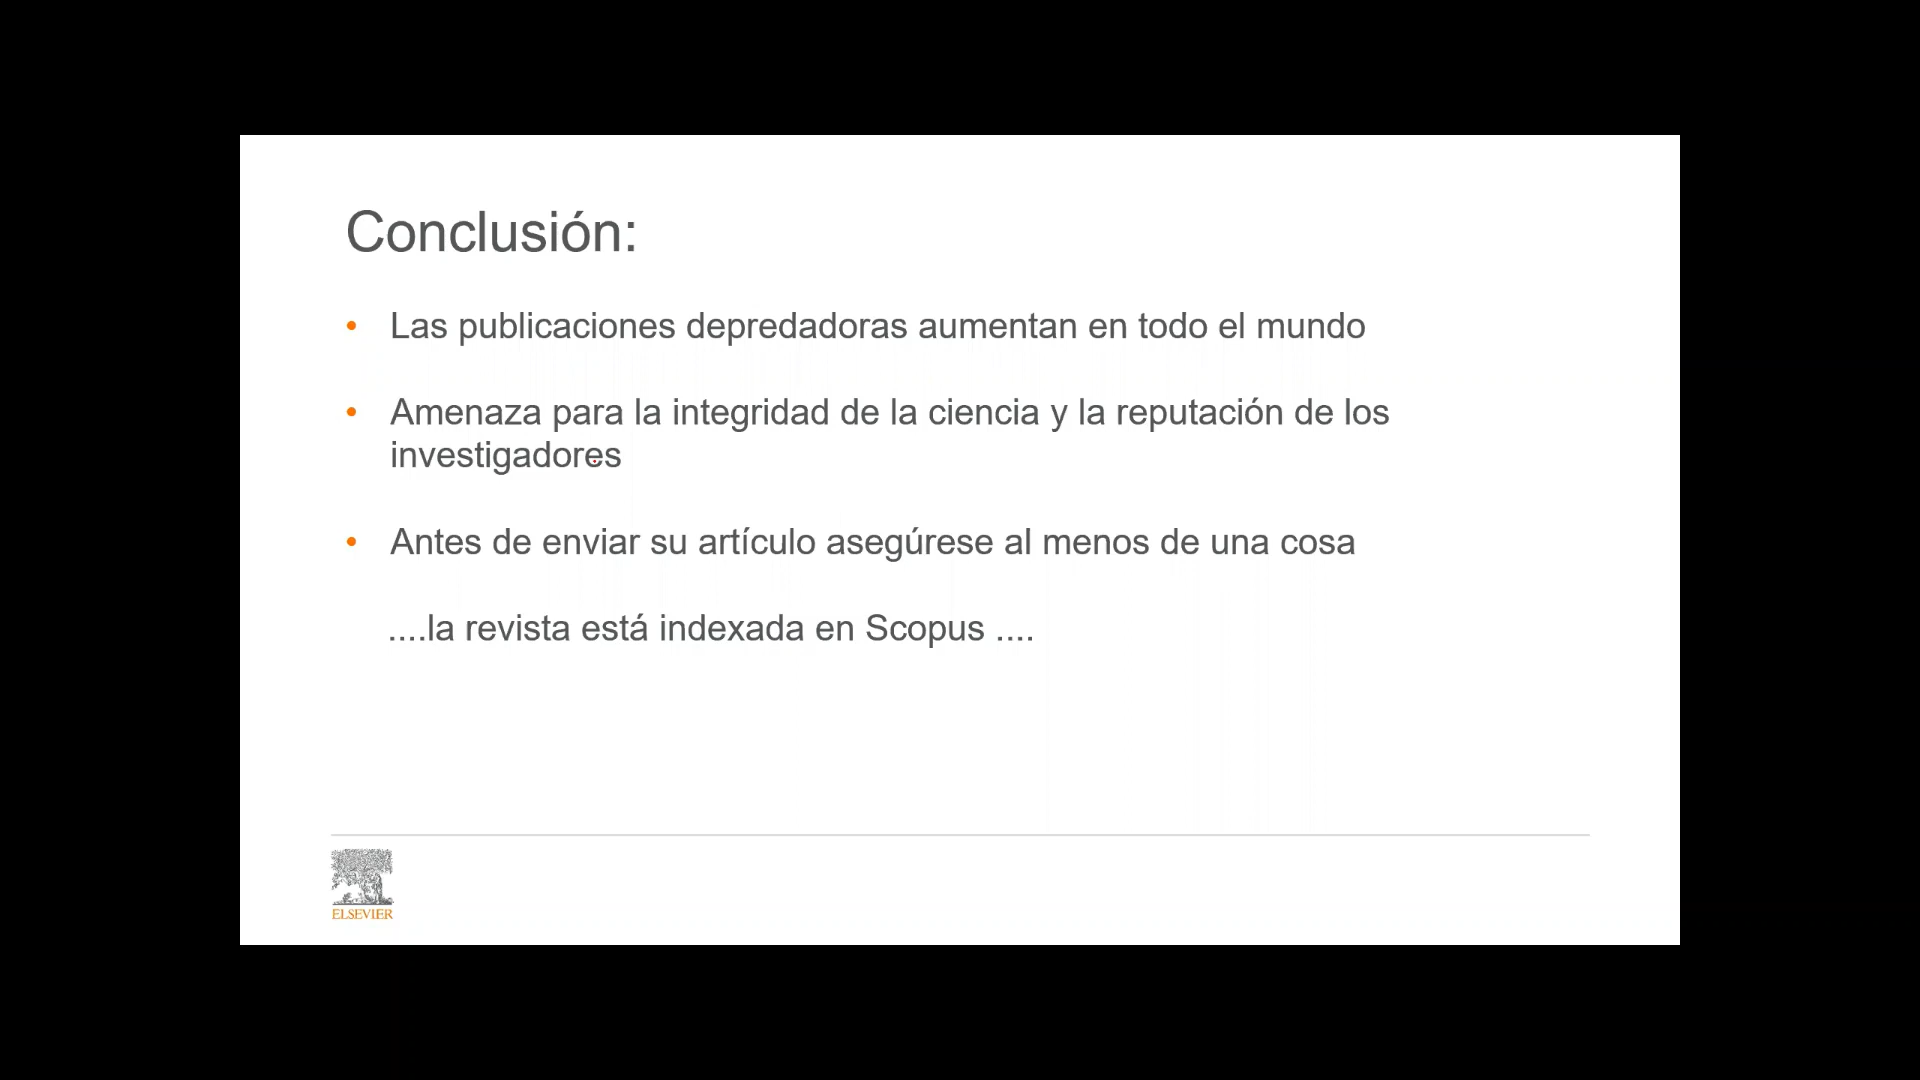 Conclusión:
• Las publicaciones depredadoras aumentan en todo el mundo
• Amenaza para la integridad de la ciencia y la reputación de los
investigadores
• Antes de enviar su artículo asegúrese al menos de una cosa
....la revista está indexada en Scopus ....
ELSEVIER